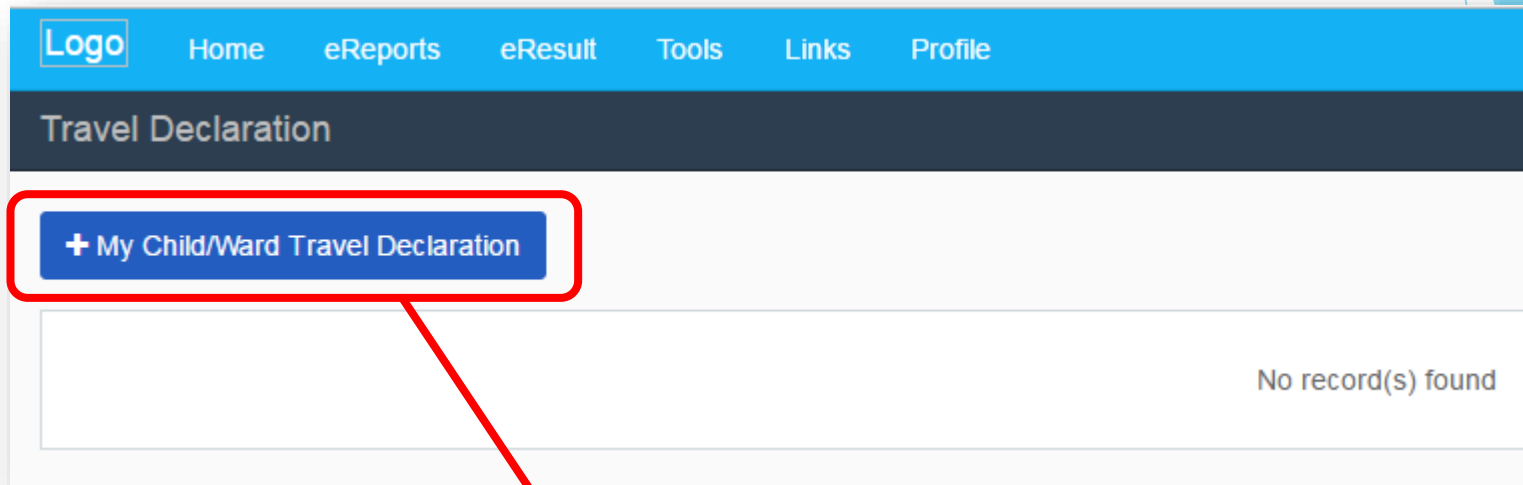 Logo Home eReports eResult Tools Links Profile
Travel Declaration
+ My Child/Ward Travel Declaration
No record(s) found